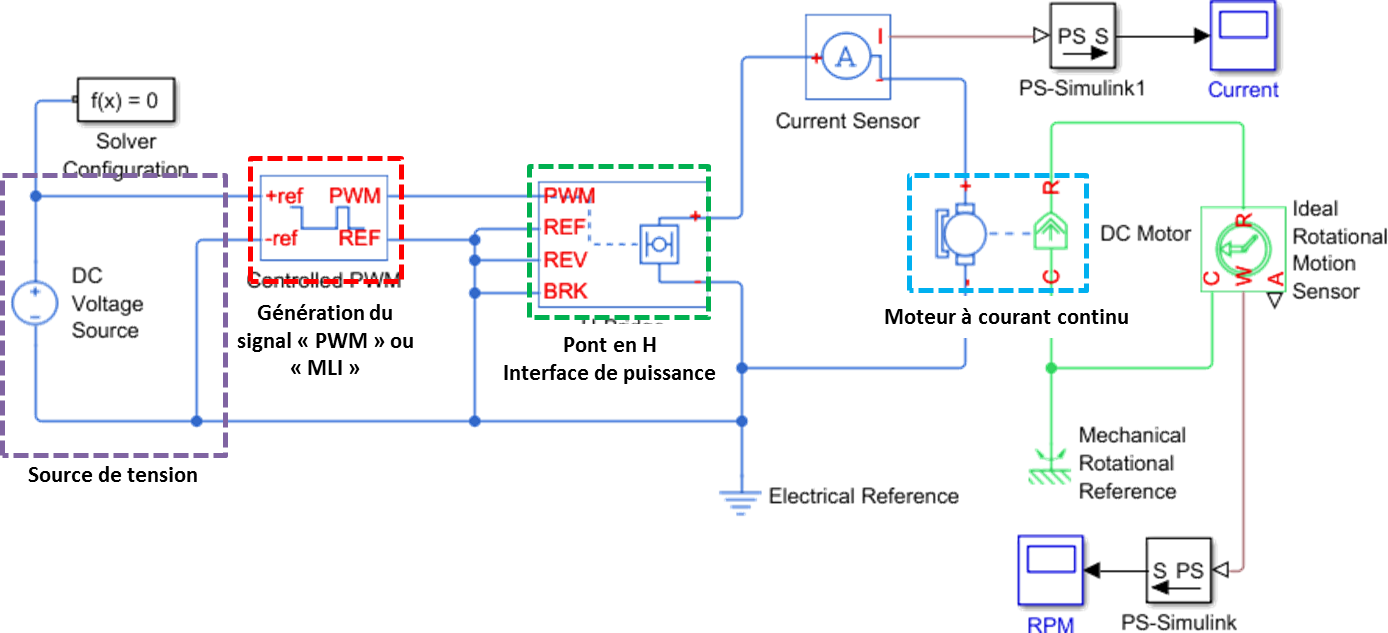 f(x) = 0
Solver
Configuration
DC
Voltage
Source
Source de tension
+ref
PWM
-ref
REF
Controlled PWM
Génération du
signal « PWM » ou
« MLI »
PWM
REF
REV
BRK
+
-
Pont en H
Interface de puissance
+
A
I
-
Current Sensor
PS S
PS-Simulink1
Current
+
R
-
C
DC Motor
Moteur à courant continu
R
C
W
A
Ideal
Rotational
Motion
Sensor
Mechanical
Rotational
Reference
Electrical Reference
RPM
S PS
PS-Simulink